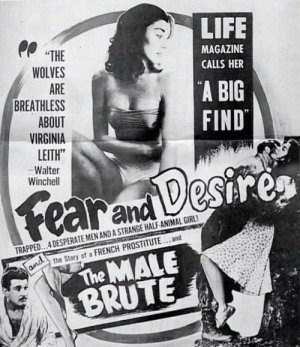 "THE
WOLVES
ARE
BREATHLESS
ABOUT
VIRGINIA
LEITH"
—Walter
Winchell
LIFE
MAGAZINE
CALLS HER
"A BIG
FIND"
Fear and Desire
TRAPPED...4 DESPERATE MEN AND A STRANGE HALF-ANIMAL GIRL!
and
the Story of a FRENCH PROSTITUTE...and
The MALE
BRUTE